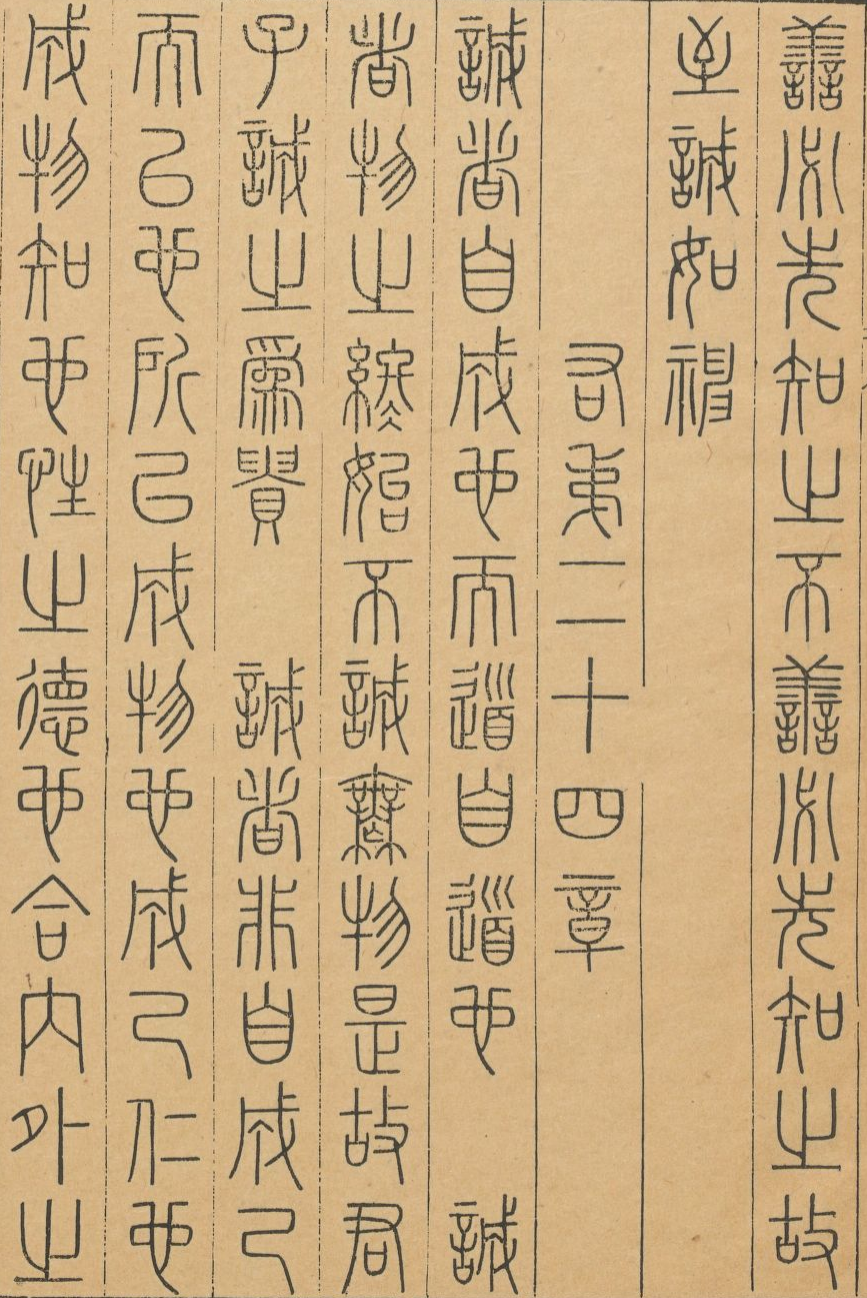 善必先知之不善必先知之故
至誠如神
右弟二十四章
誠者自成也而道自道也　誠
者物之終始不誠無物是故君
子誠之為貴　誠者非自成己
而已也所已成物也成己仁也
成物知也性之德也合內外之